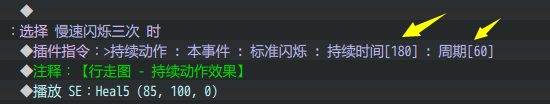 ◆
：选择 慢速闪烁三次 时
◆插件指令：>持续动作 : 本事件 : 标准闪烁 : 持续时间[180] : 周期[60]
◆注释：【行走图 - 持续动作效果】
◆播放 SE：Heal5 (85, 100, 0)